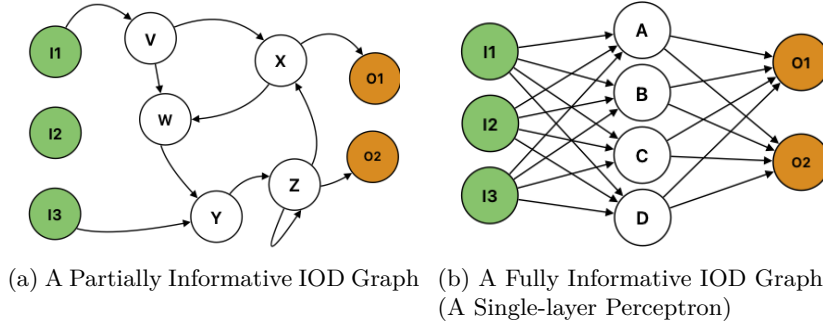 I1
V
X
O1
I2
W
O2
I3
Y
Z
(a) A Partially Informative IOD Graph
I1
A
O1
B
I2
C
O2
I3
D
(b) A Fully Informative IOD Graph
(A Single-layer Perceptron)